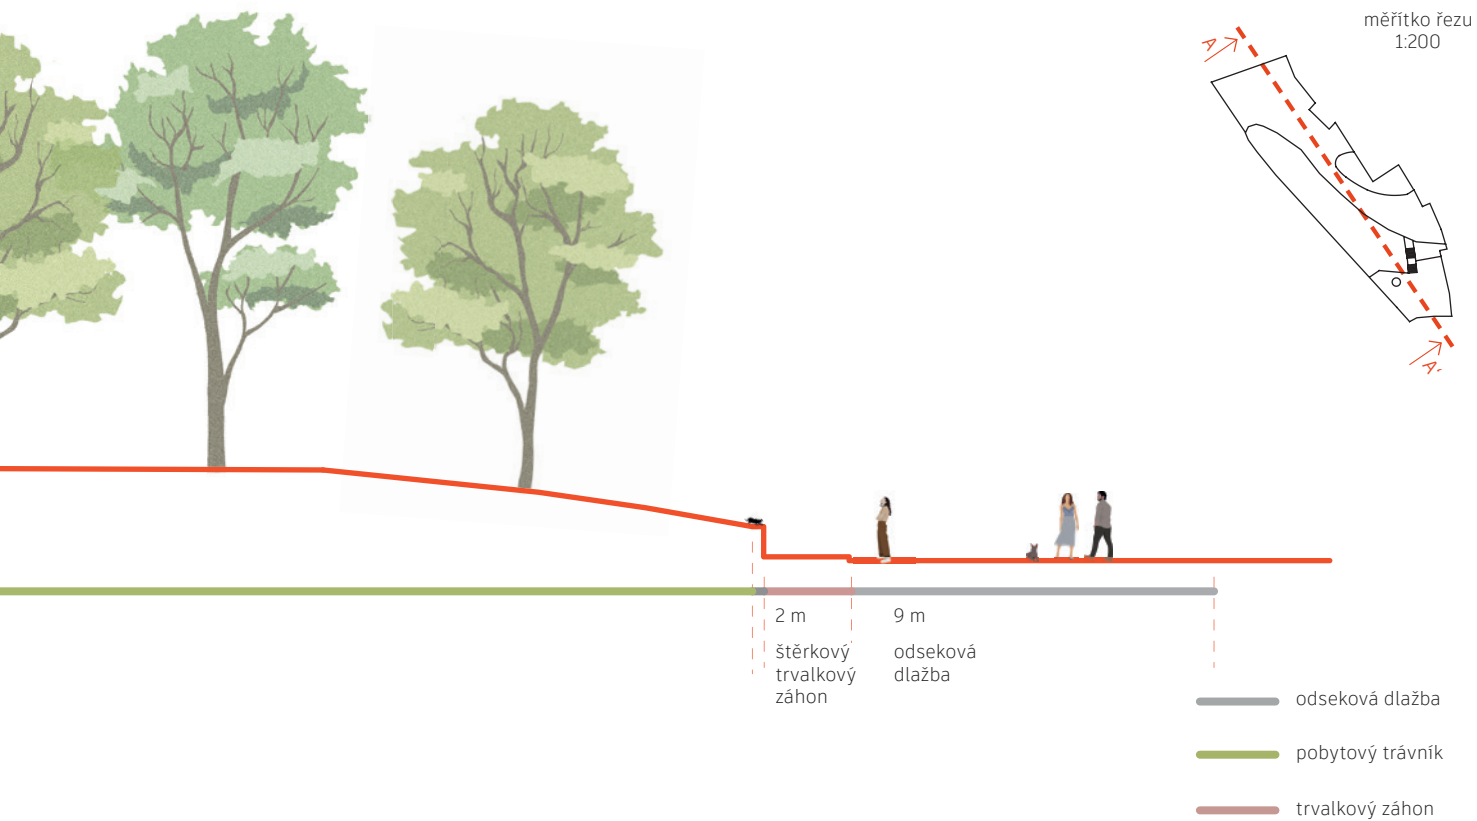 měřítko řezu
1:200
A
A'
2 m
štěrkový
trvalkový
záhon
9 m
odseková
dlažba
odseková dlažba
pobytový trávník
trvalkový záhon